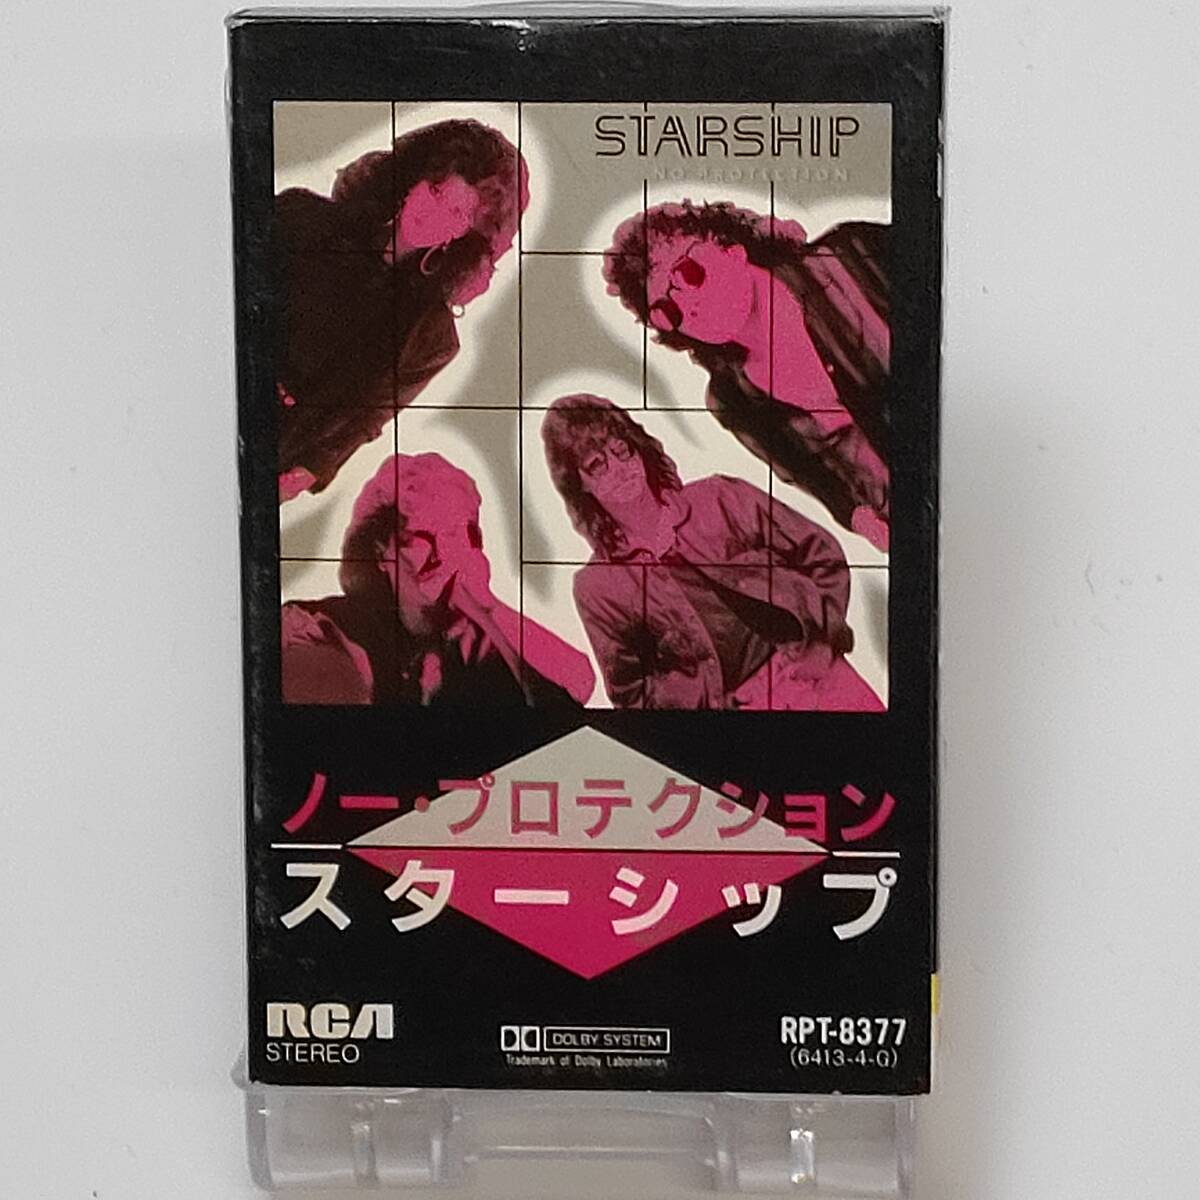 STARSHIP
NO PROTECTION
ノー・プロテクション
スターシップ
RCA
STEREO
DOLBY SYSTEM
Trademark of Dolby Laboratories
RPT-8377
(6413-4-G)